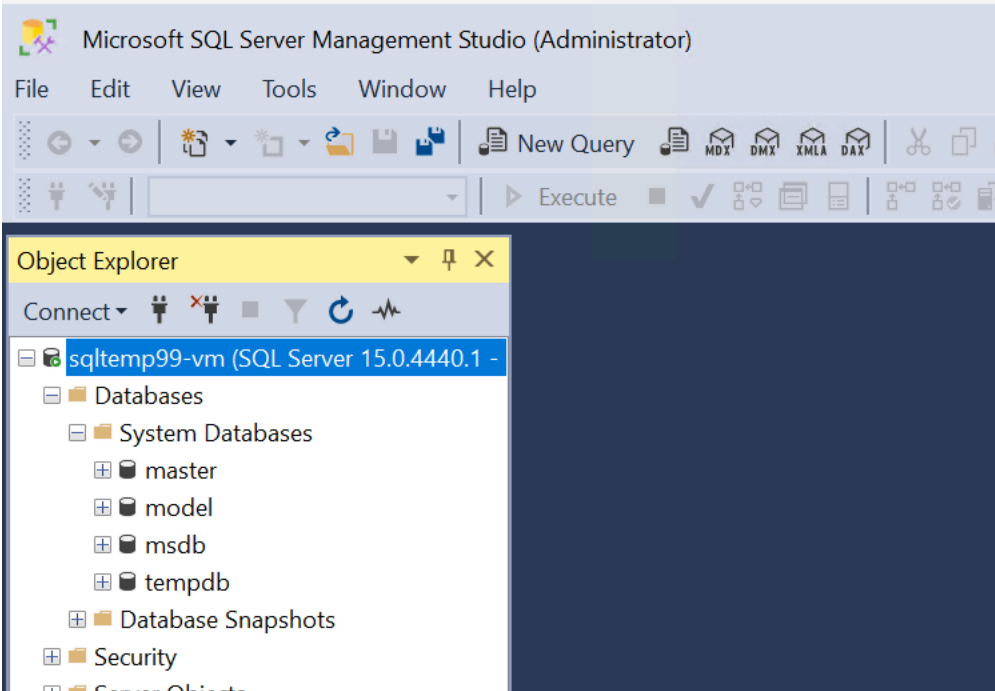 Microsoft SQL Server Management Studio (Administrator)
File Edit View Tools Window Help
New Query MDX DMX XMLA DAX
Execute
Object Explorer
Connect
sqltemp99-vm (SQL Server 15.0.4440.1 -
Databases
System Databases
master
model
msdb
tempdb
Database Snapshots
Security
Server Objects